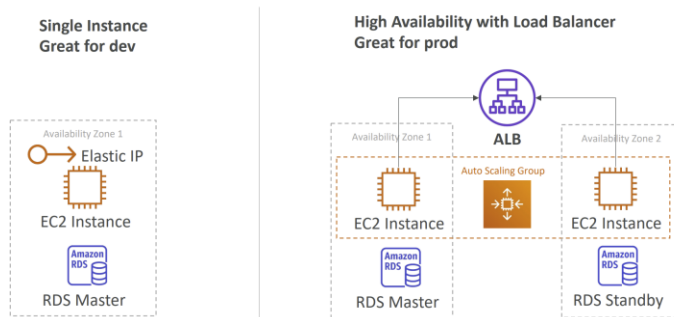 Single Instance
Great for dev
Availability Zone 1
Elastic IP
EC2 Instance
Amazon
RDS
RDS Master
High Availability with Load Balancer
Great for prod
ALB
Availability Zone 1
Availability Zone 2
Auto Scaling Group
EC2 Instance
EC2 Instance
Amazon
RDS
RDS Master
Amazon
RDS
RDS Standby